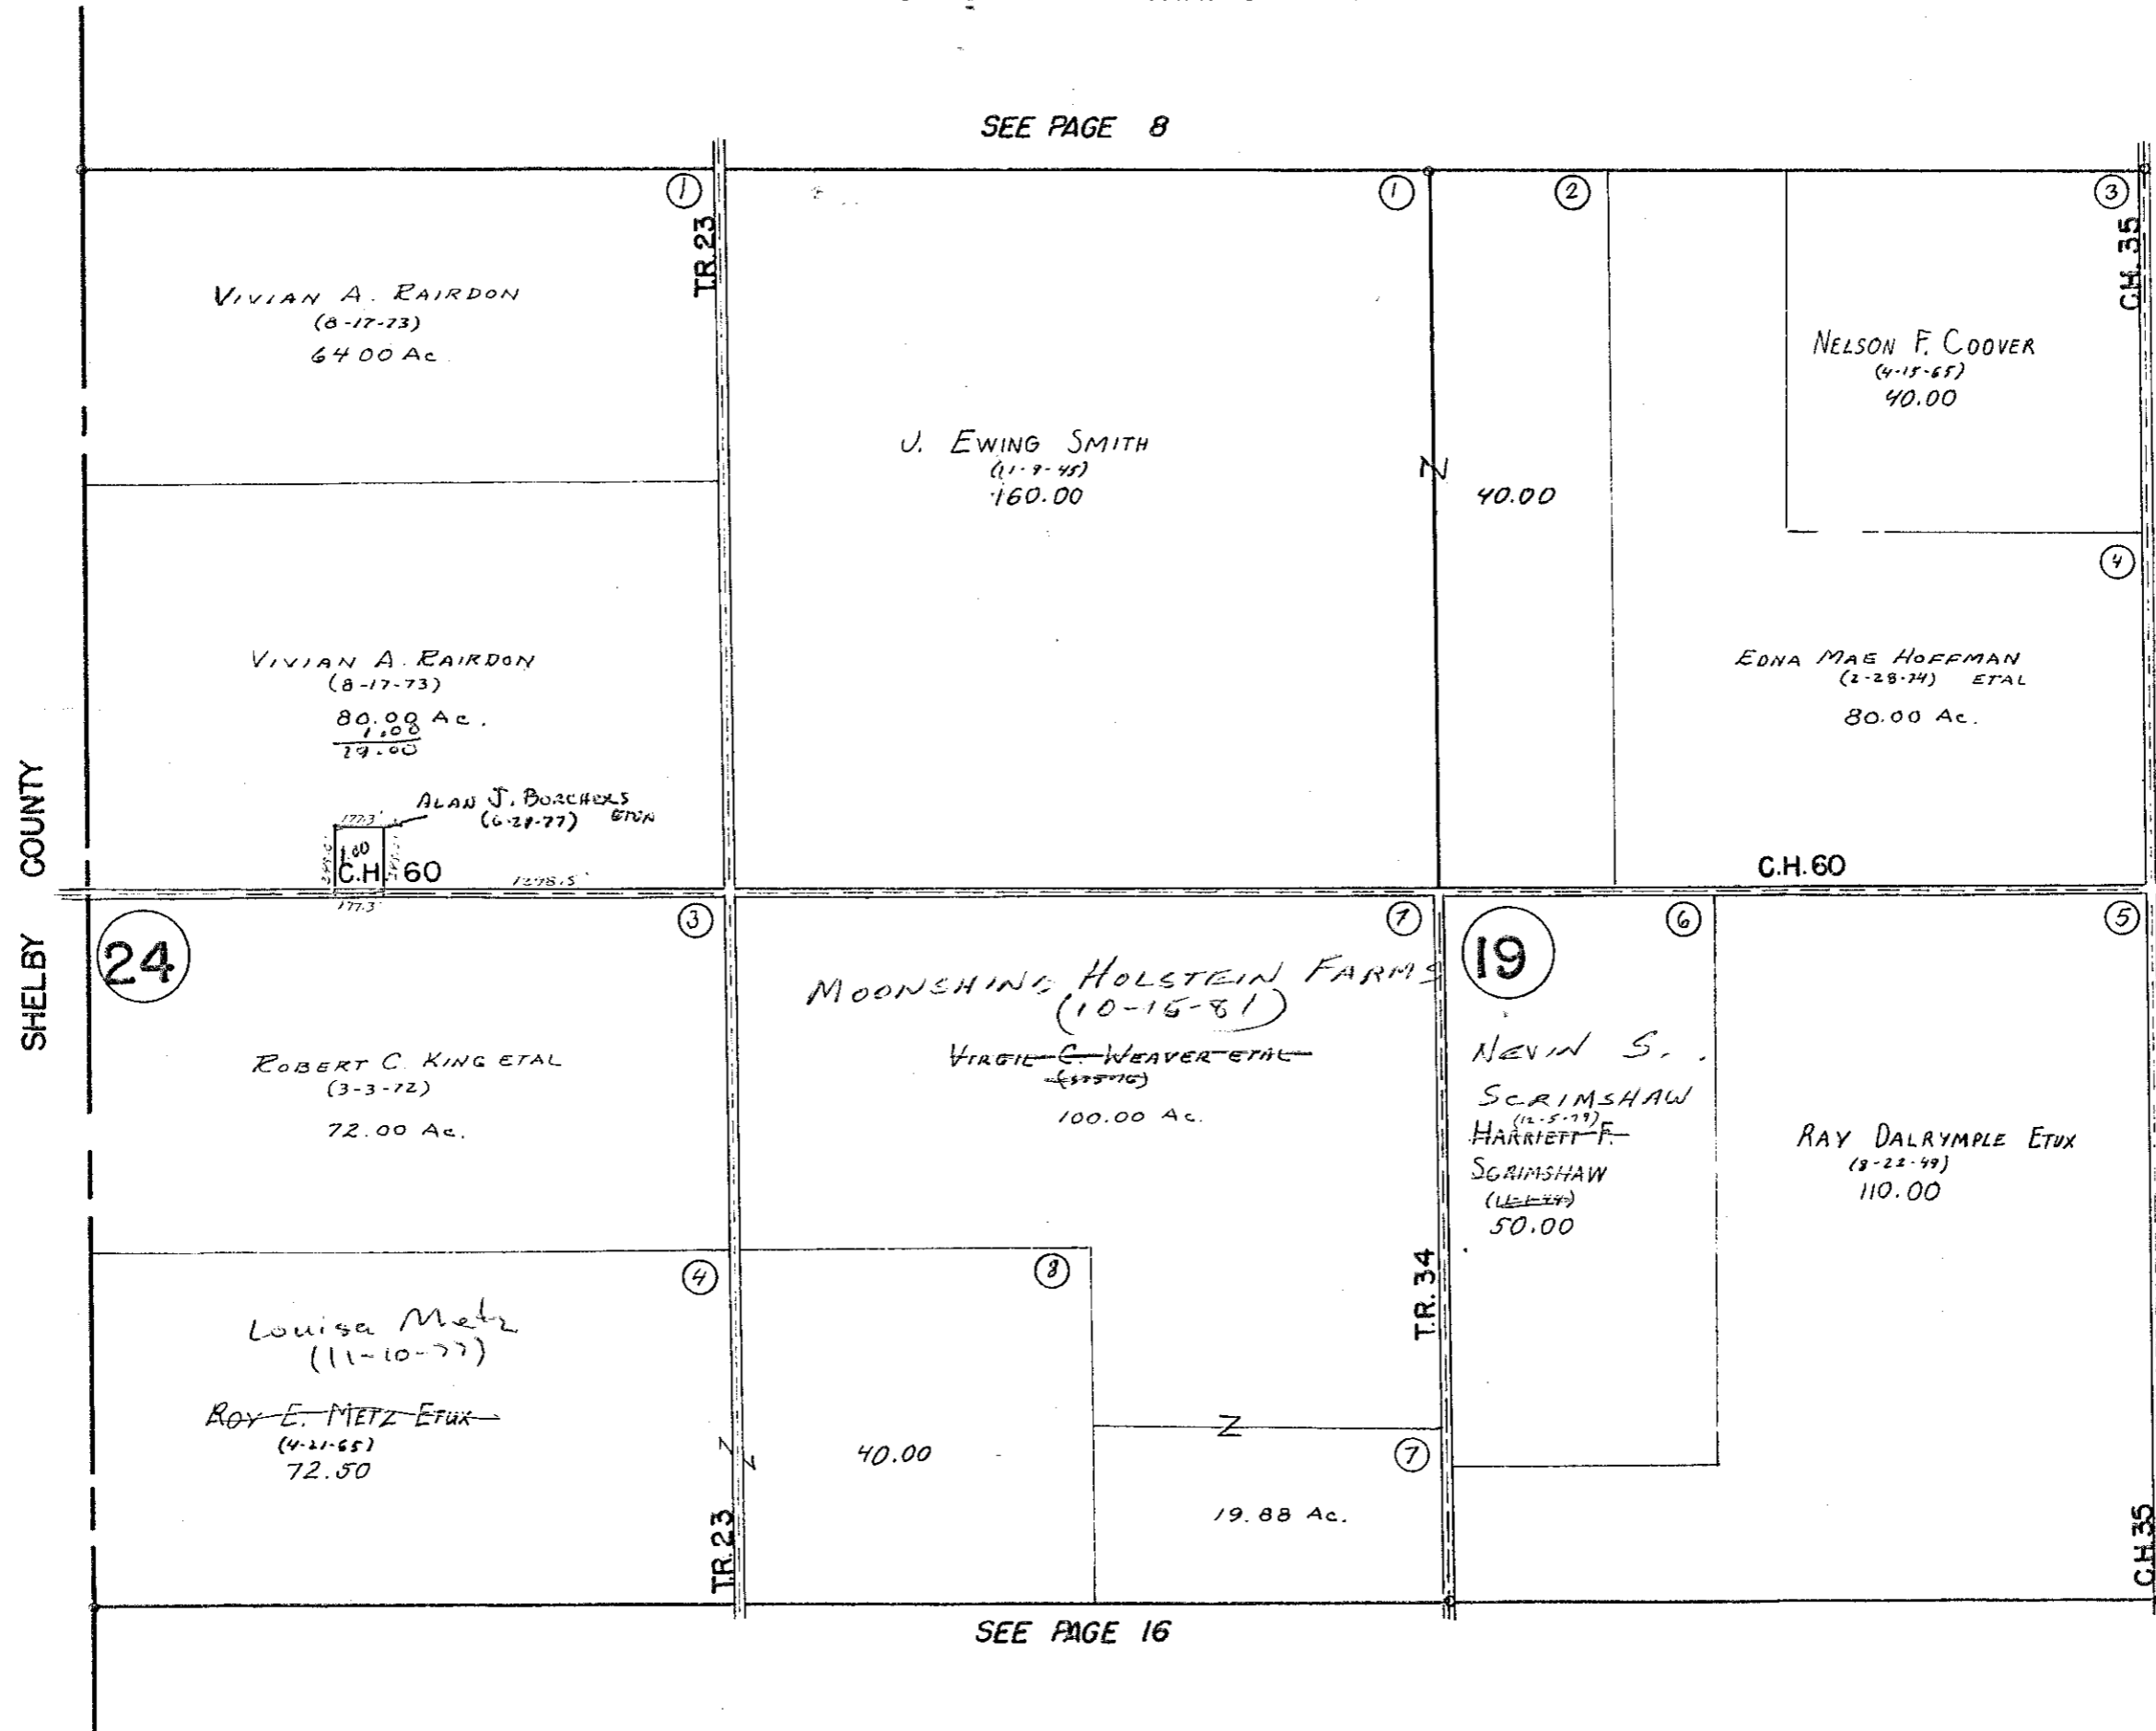 SEE PAGE 8
1
T.R. 23
1
2
3
C.H. 35
VIVIAN A. RAIRDON
(8-17-73)
64 00 Ac.
J. EWING SMITH
(11-9-45)
160.00
Z
40.00
NELSON F. COOVER
(4-15-65)
40.00
4
VIVIAN A. RAIRDON
(8-17-73)
80.00 Ac.
1.00
79.00
EDNA MAE HOFFMAN
(2-28-74) ETAL
80.00 Ac.
ALAN J. BORCHERS
(6-28-77) ETUX
177.3'
1.00
C.H. 60
1298.5'
177.3'
C.H. 60
SHELBY COUNTY
24
3
7
19
6
5
MOONSHINE HOLSTEIN FARMS
(10-15-81)
VIRGIL C. WEAVER ETAL
100.00 Ac.
ROBERT C. KING ETAL
(3-3-72)
72.00 Ac.
NEVIN S.
SCRIMSHAW
(12-5-79)
HARRIETT F.
SCRIMSHAW
50.00
RAY DALRYMPLE ETUX
(8-22-49)
110.00
4
8
T.R. 34
Louisa Metz
(11-10-77)
ROY E. METZ ETUX
(4-21-65)
72.50
Z
Z
Z
40.00
7
19.88 Ac.
T.R. 23
C.H. 35
SEE PAGE 16